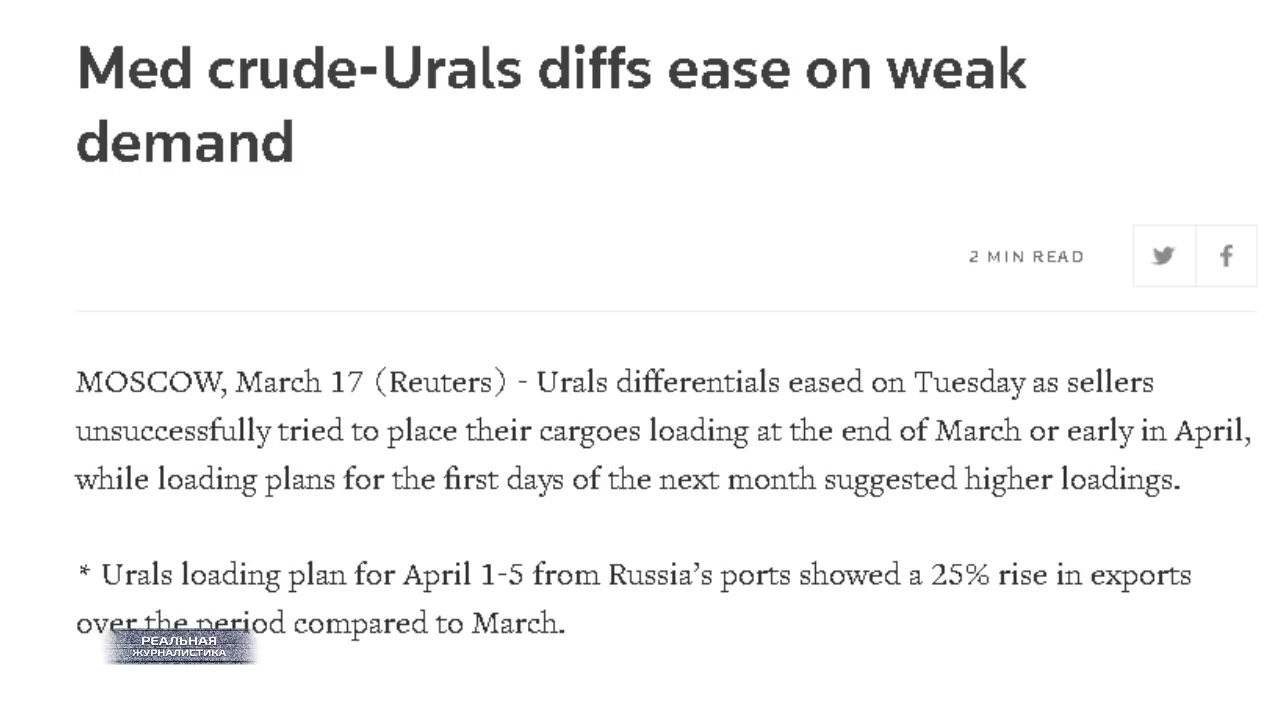 Med crude-Urals diffs ease on weak
demand
2 MIN READ
MOSCOW, March 17 (Reuters) - Urals differentials eased on Tuesday as sellers
unsuccessfully tried to place their cargoes loading at the end of March or early in April,
while loading plans for the first days of the next month suggested higher loadings.
* Urals loading plan for April 1-5 from Russia’s ports showed a 25% rise in exports
over the period compared to March.
РЕАЛЬНАЯ
ЖУРНАЛИСТИКА